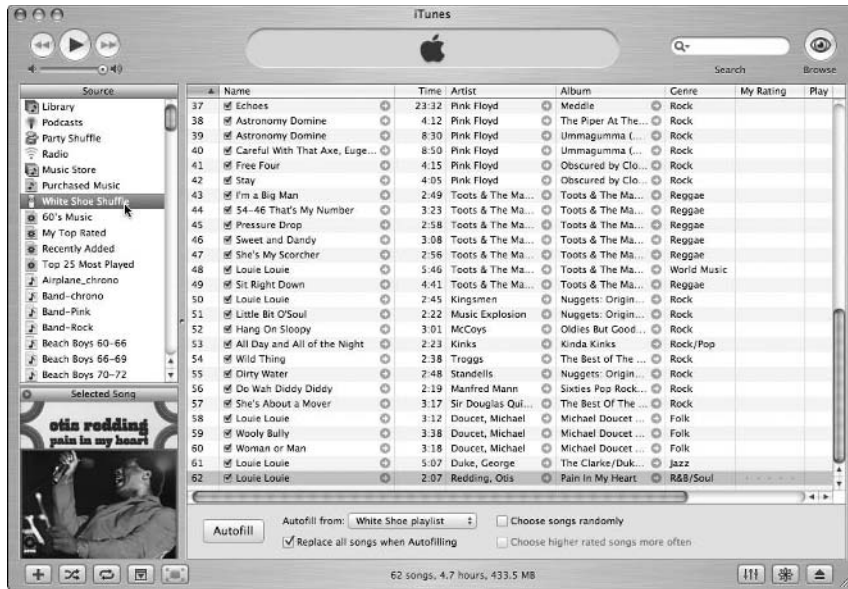 iTunes
Search
Browse
Source
Library
Podcasts
Party Shuffle
Radio
Music Store
Purchased Music
White Shoe Shuffle
60's Music
My Top Rated
Recently Added
Top 25 Most Played
Airplane_chrono
Band-chrono
Band-Pink
Band-Rock
Beach Boys 60-66
Beach Boys 66-69
Beach Boys 70-72
Selected Song
otis redding
pain in my heart
Name Time Artist Album Genre My Rating Play
37 Echoes 23:32 Pink Floyd Meddle Rock
38 Astronomy Domine 4:12 Pink Floyd The Piper At The... Rock
39 Astronomy Domine 8:30 Pink Floyd Ummagumma (... Rock
40 Careful With That Axe, Euge... 8:50 Pink Floyd Ummagumma (... Rock
41 Free Four 4:15 Pink Floyd Obscured by Clo... Rock
42 Stay 4:05 Pink Floyd Obscured by Clo... Rock
43 I'm a Big Man 2:49 Toots & The Ma... Toots & The Ma... Reggae
44 54-46 That's My Number 3:23 Toots & The Ma... Toots & The Ma... Reggae
45 Pressure Drop 2:58 Toots & The Ma... Toots & The Ma... Reggae
46 Sweet and Dandy 3:08 Toots & The Ma... Toots & The Ma... Reggae
47 She's My Scorcher 2:56 Toots & The Ma... Toots & The Ma... Reggae
48 Louie Louie 5:46 Toots & The Ma... Toots & The Ma... World Music
49 Sit Right Down 4:41 Toots & The Ma... Toots & The Ma... Reggae
50 Louie Louie 2:45 Kingsmen Nuggets: Origin... Rock
51 Little Bit O'Soul 2:22 Music Explosion Nuggets: Origin... Rock
52 Hang On Sloopy 3:01 McCoys Oldies But Good... Rock
53 All Day and All of the Night 2:23 Kinks Kinda Kinks Rock/Pop
54 Wild Thing 2:38 Troggs The Best of The ... Rock
55 Dirty Water 2:48 Standells Nuggets: Origin... Rock
56 Do Wah Diddy Diddy 2:19 Manfred Mann Sixties Pop Rock... Rock
57 She's About a Mover 3:17 Sir Douglas Qui... The Best Of The ... Rock
58 Louie Louie 3:12 Doucet, Michael Michael Doucet ... Folk
59 Wooly Bully 3:38 Doucet, Michael Michael Doucet ... Folk
60 Woman or Man 3:18 Doucet, Michael Michael Doucet ... Folk
61 Louie Louie 5:07 Duke, George The Clarke/Duk... Jazz
62 Louie Louie 2:07 Redding, Otis Pain In My Heart R&B/Soul
Autofill
Autofill from: White Shoe playlist
Choose songs randomly
Replace all songs when Autofilling
Choose higher rated songs more often
62 songs, 4.7 hours, 433.5 MB